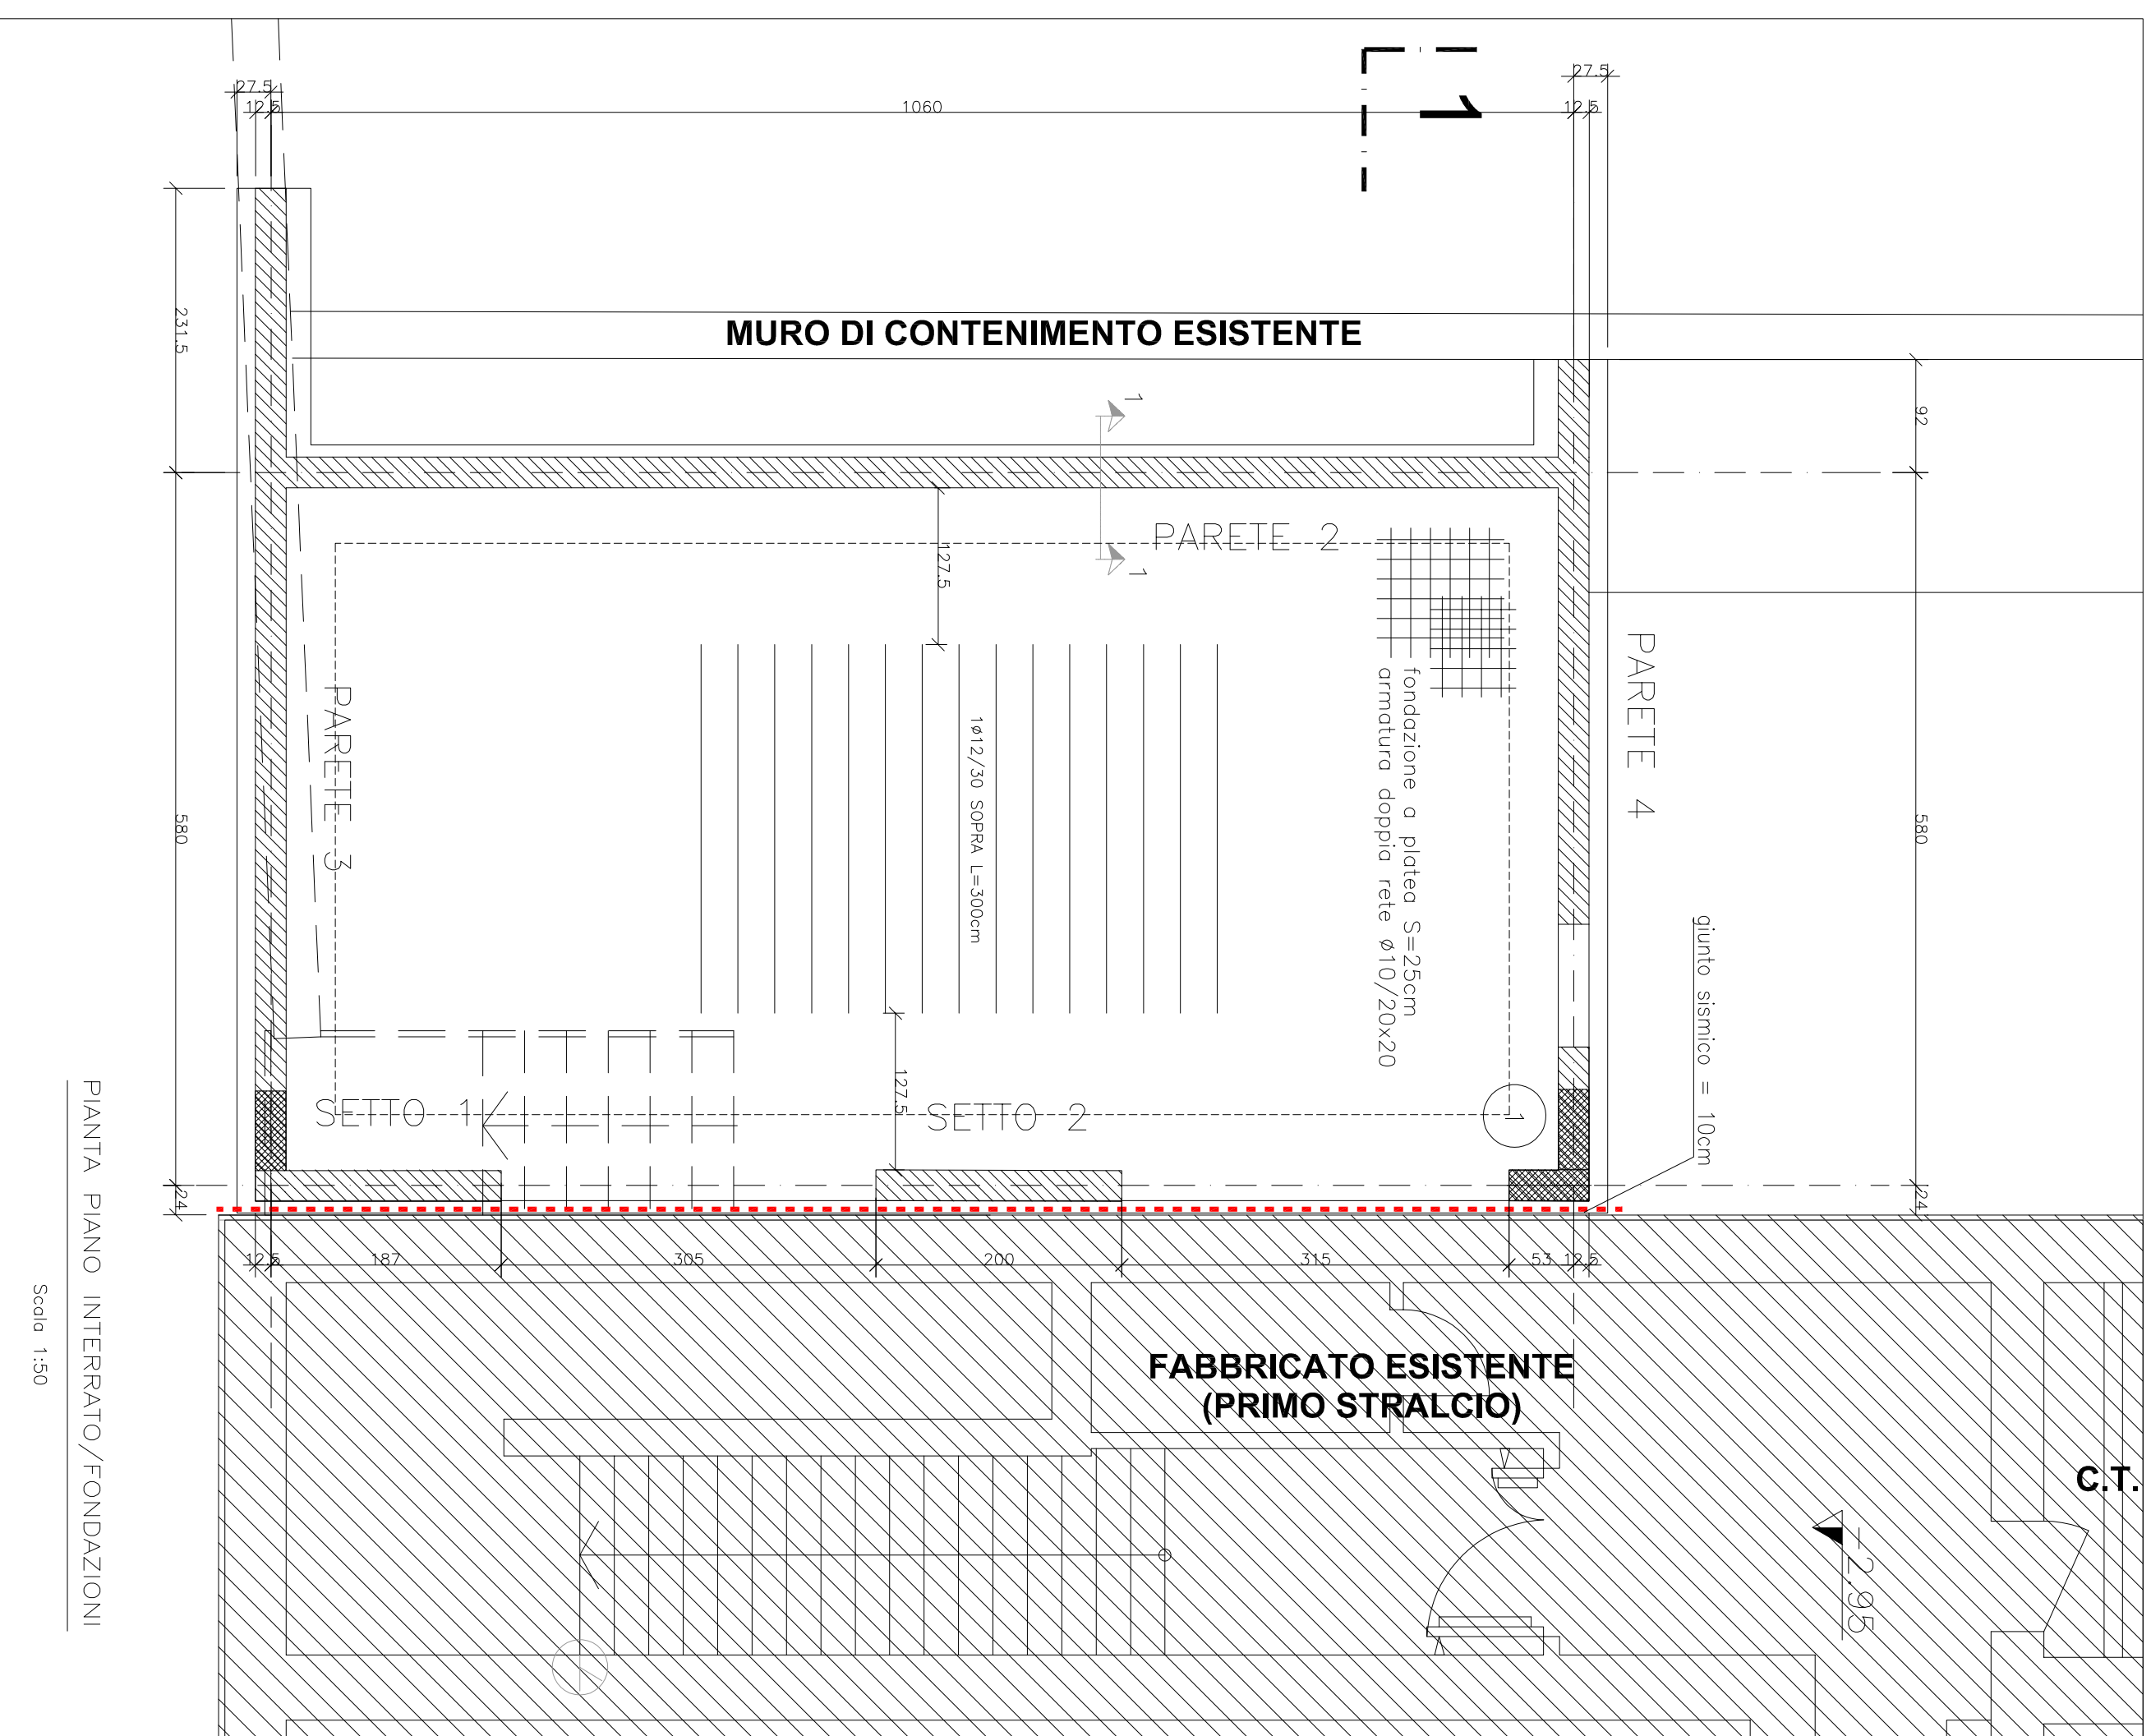 27.5
27.5
12.5
1060
12.5
1
231.5
MURO DI CONTENIMENTO ESISTENTE
1
92
PARETE 2
127.5
1
PARETE 4
PARETE 3
1ø12/30 SOPRA L=300cm
fondazione a platea S=25cm
armatura doppia rete ø10/20x20
580
580
giunto sismico = 10cm
SETTO 1
127.5
SETTO 2
1
24
24
12.5
187
305
200
315
53
12.5
FABBRICATO ESISTENTE
(PRIMO STRALCIO)
C.T.
-2.95
PIANTA PIANO INTERRATO/FONDAZIONI
Scala 1:50